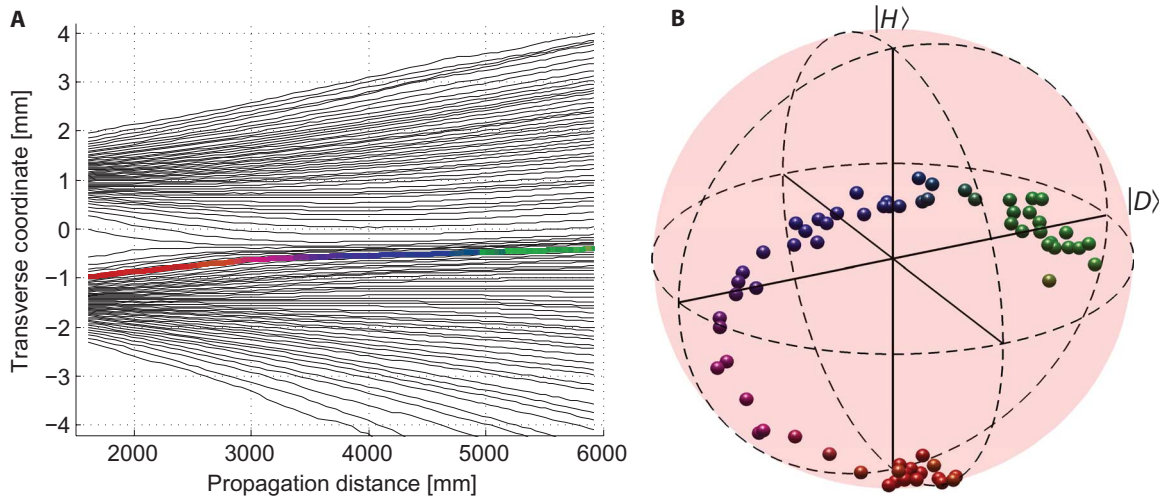 A
Transverse coordinate [mm]
4
3
2
1
0
−1
−2
−3
−4
2000 3000 4000 5000 6000
Propagation distance [mm]
B
|H⟩
|D⟩